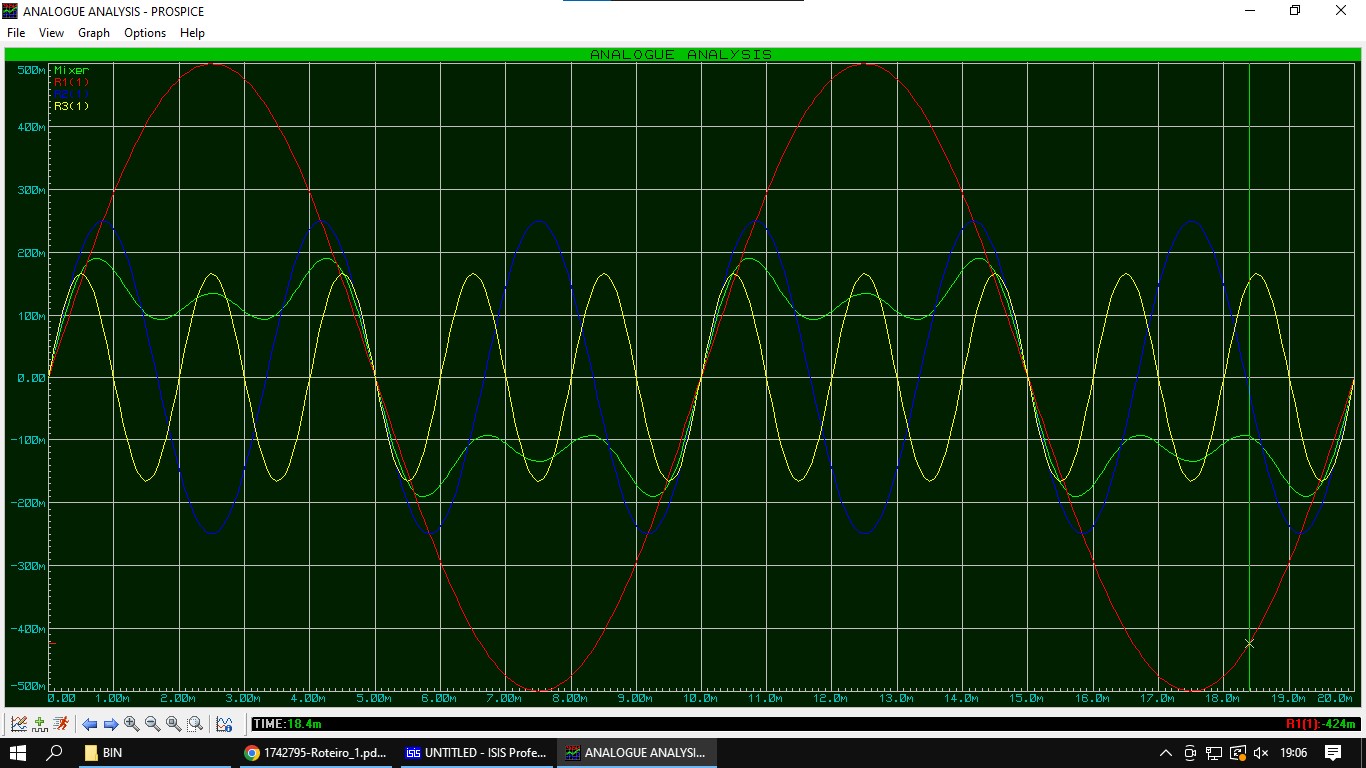 ANALOGUE ANALYSIS - PROSPICE
File View Graph Options Help
ANALOGUE ANALYSIS
Mixer
R1(1)
R2(1)
R3(1)
500m
400m
300m
200m
100m
0.00
-100m
-200m
-300m
-400m
-500m
0.00 1.00m 2.00m 3.00m 4.00m 5.00m 6.00m 7.00m 8.00m 9.00m 10.0m 11.0m 12.0m 13.0m 14.0m 15.0m 16.0m 17.0m 18.0m 19.0m 20.0m
TIME:18.4m R1(1):-424m
BIN 1742795-Roteiro_1.pd... UNTITLED - ISIS Profe... ANALOGUE ANALYSI... 19:06